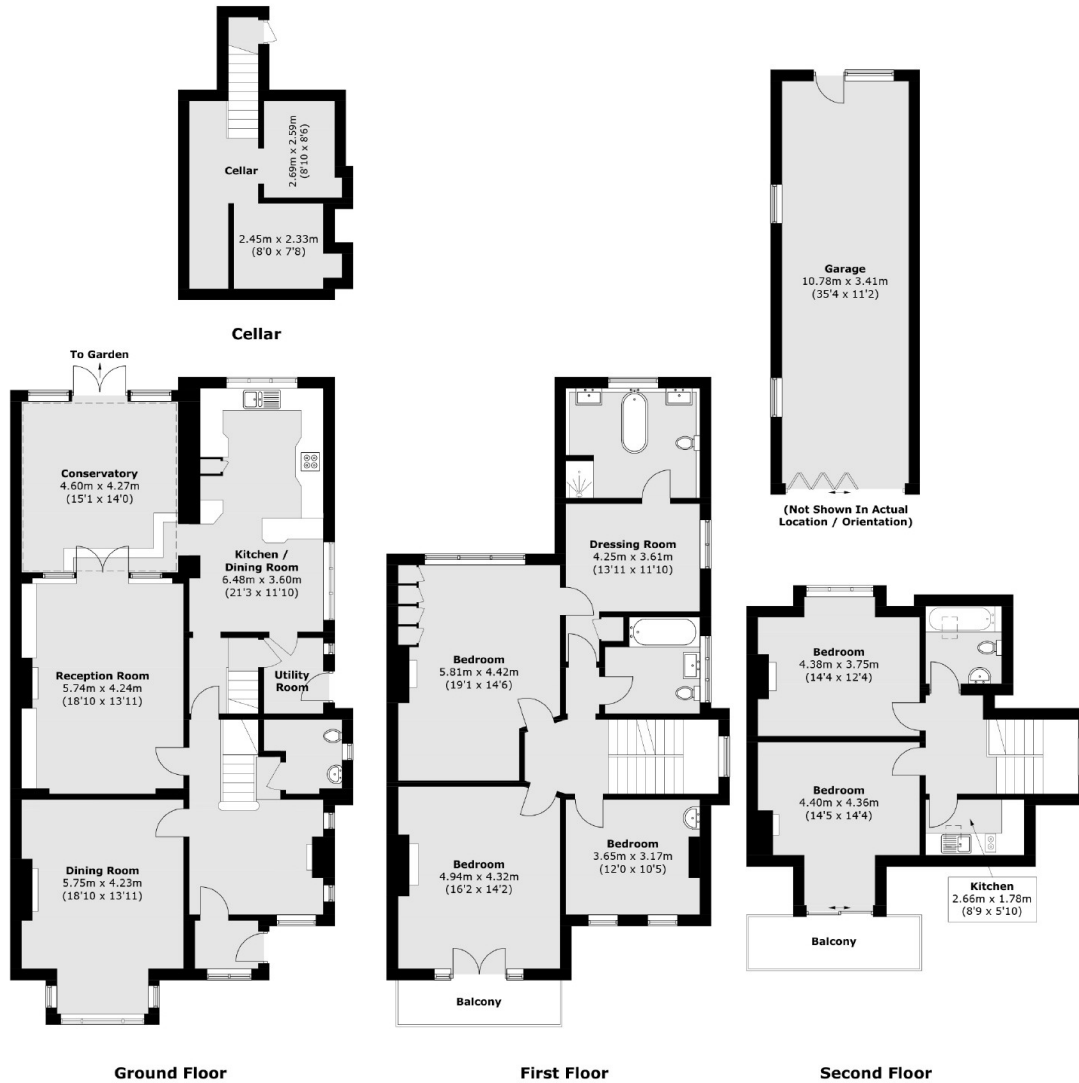 Cellar
2.69m x 2.59m
(8'10 x 8'6)
2.45m x 2.33m
(8'0 x 7'8)
Cellar
Garage
10.78m x 3.41m
(35'4 x 11'2)
(Not Shown In Actual
Location / Orientation)
To Garden
Conservatory
4.60m x 4.27m
(15'1 x 14'0)
Kitchen /
Dining Room
6.48m x 3.60m
(21'3 x 11'10)
Reception Room
5.74m x 4.24m
(18'10 x 13'11)
Utility
Room
Dining Room
5.75m x 4.23m
(18'10 x 13'11)
Ground Floor
Dressing Room
4.25m x 3.61m
(13'11 x 11'10)
Bedroom
5.81m x 4.42m
(19'1 x 14'6)
Bedroom
4.94m x 4.32m
(16'2 x 14'2)
Bedroom
3.65m x 3.17m
(12'0 x 10'5)
Balcony
First Floor
Bedroom
4.38m x 3.75m
(14'4 x 12'4)
Bedroom
4.40m x 4.36m
(14'5 x 14'4)
Kitchen
2.66m x 1.78m
(8'9 x 5'10)
Balcony
Second Floor